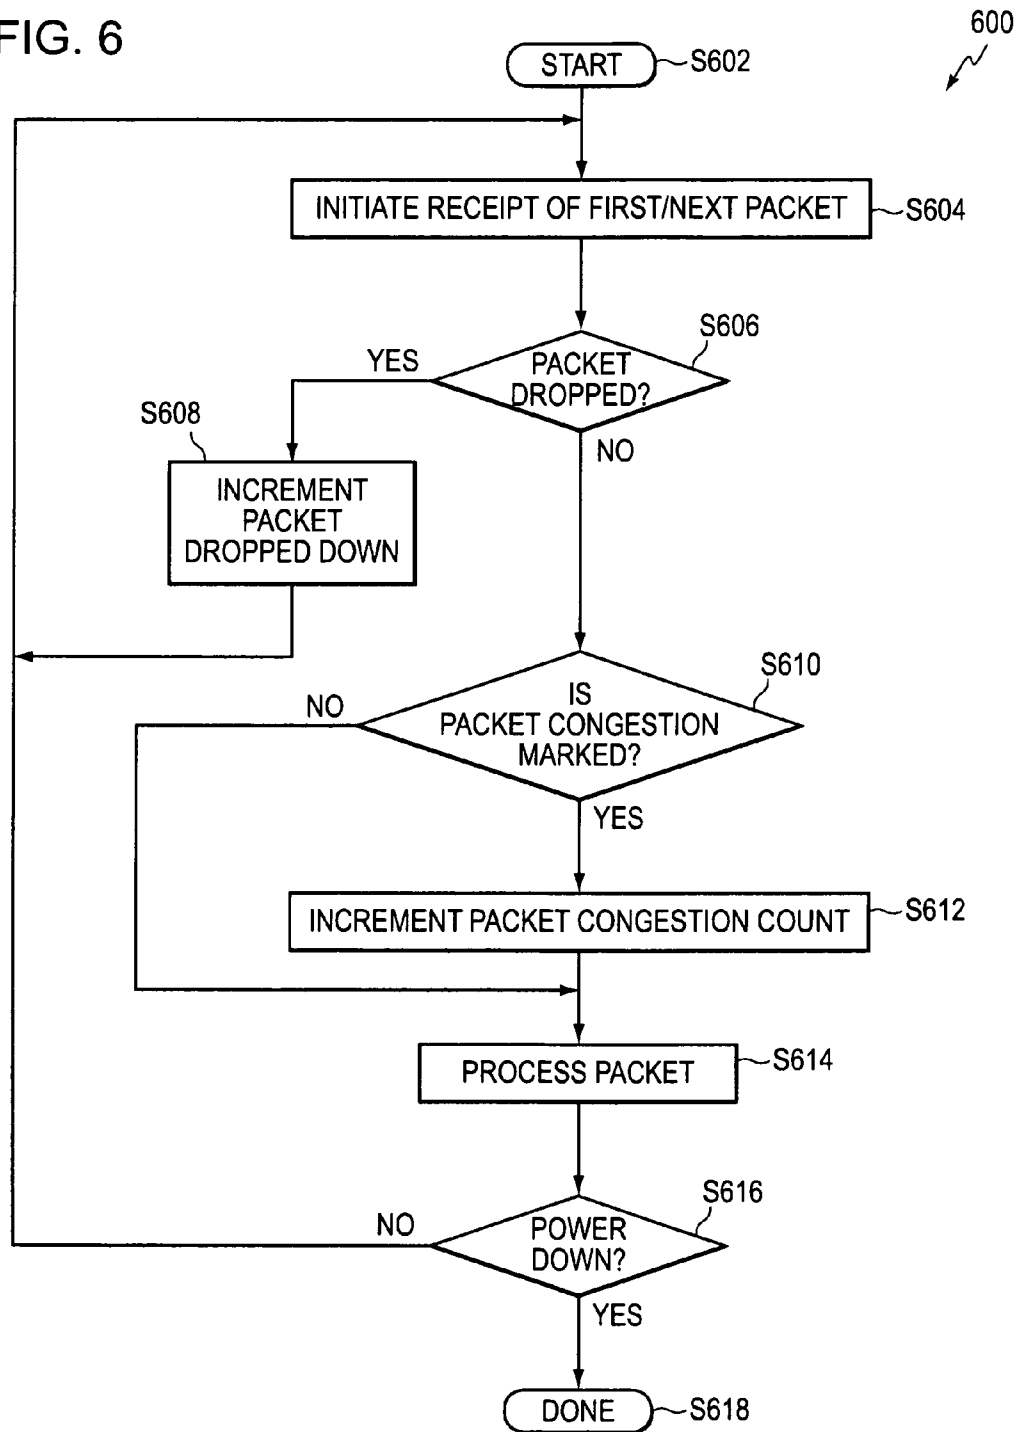 FIG. 6
600
START
S602
INITIATE RECEIPT OF FIRST/NEXT PACKET
S604
S606
PACKET
DROPPED?
YES
NO
S608
INCREMENT
PACKET
DROPPED DOWN
S610
IS
PACKET CONGESTION
MARKED?
NO
YES
INCREMENT PACKET CONGESTION COUNT
S612
PROCESS PACKET
S614
S616
POWER
DOWN?
NO
YES
DONE
S618